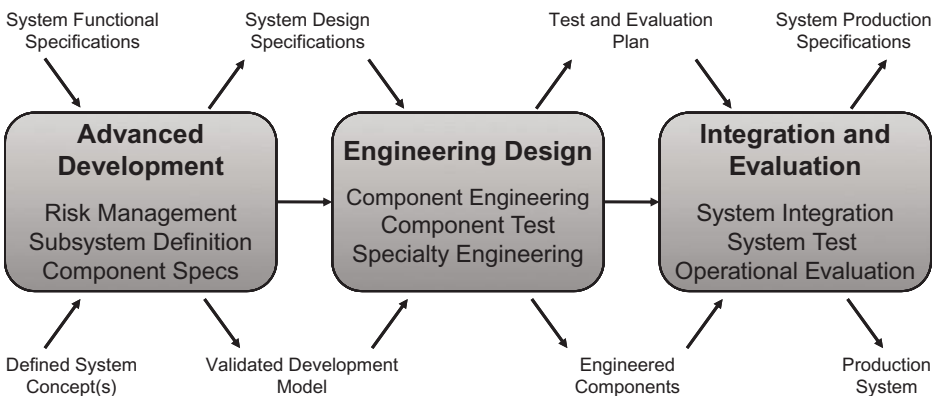 System Functional
Specifications
System Design
Specifications
Test and Evaluation
Plan
System Production
Specifications
Advanced
Development
Risk Management
Subsystem Definition
Component Specs
Engineering Design
Component Engineering
Component Test
Specialty Engineering
Integration and
Evaluation
System Integration
System Test
Operational Evaluation
Defined System
Concept(s)
Validated Development
Model
Engineered
Components
Production
System